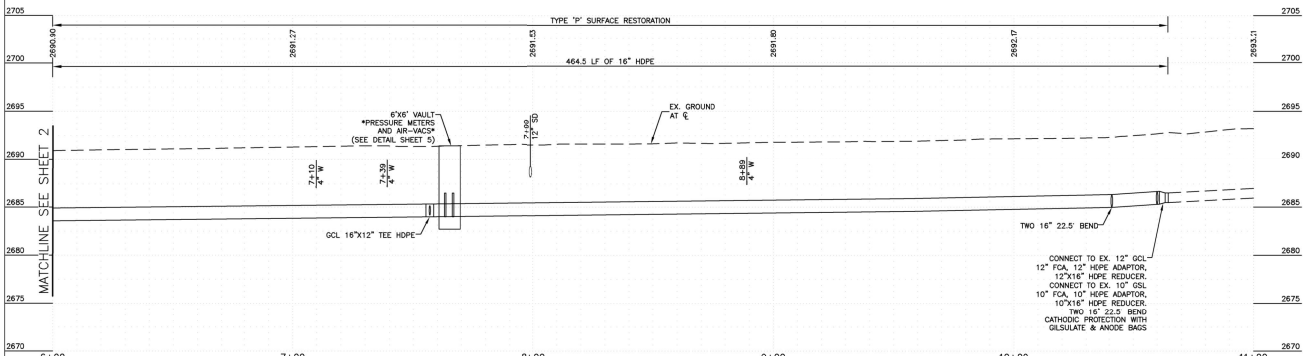 2705
TYPE 'P' SURFACE RESTORATION
2705
2690.90
2691.27
2691.53
2691.80
2692.17
2693.21
2700
464.5 LF OF 16" HDPE
2700
2695
6'X6' VAULT
*PRESSURE METERS
AND AIR-VACS*
(SEE DETAIL SHEET 5)
7+99
12" SD
EX. GROUND
AT ℄
2695
2690
7+10
4" W
7+39
4" W
8+89
4" W
2690
2685
2685
GCL 16"X12" TEE HDPE
TWO 16" 22.5° BEND
MATCHLINE SEE SHEET 2
2680
CONNECT TO EX. 12" GCL
12" FCA, 12" HDPE ADAPTOR,
12"X16" HDPE REDUCER.
CONNECT TO EX. 10" GSL
10" FCA, 10" HDPE ADAPTOR,
10"X16" HDPE REDUCER.
TWO 16" 22.5° BEND
CATHODIC PROTECTION WITH
GILSULATE & ANODE BAGS
2680
2675
2675
2670
2670